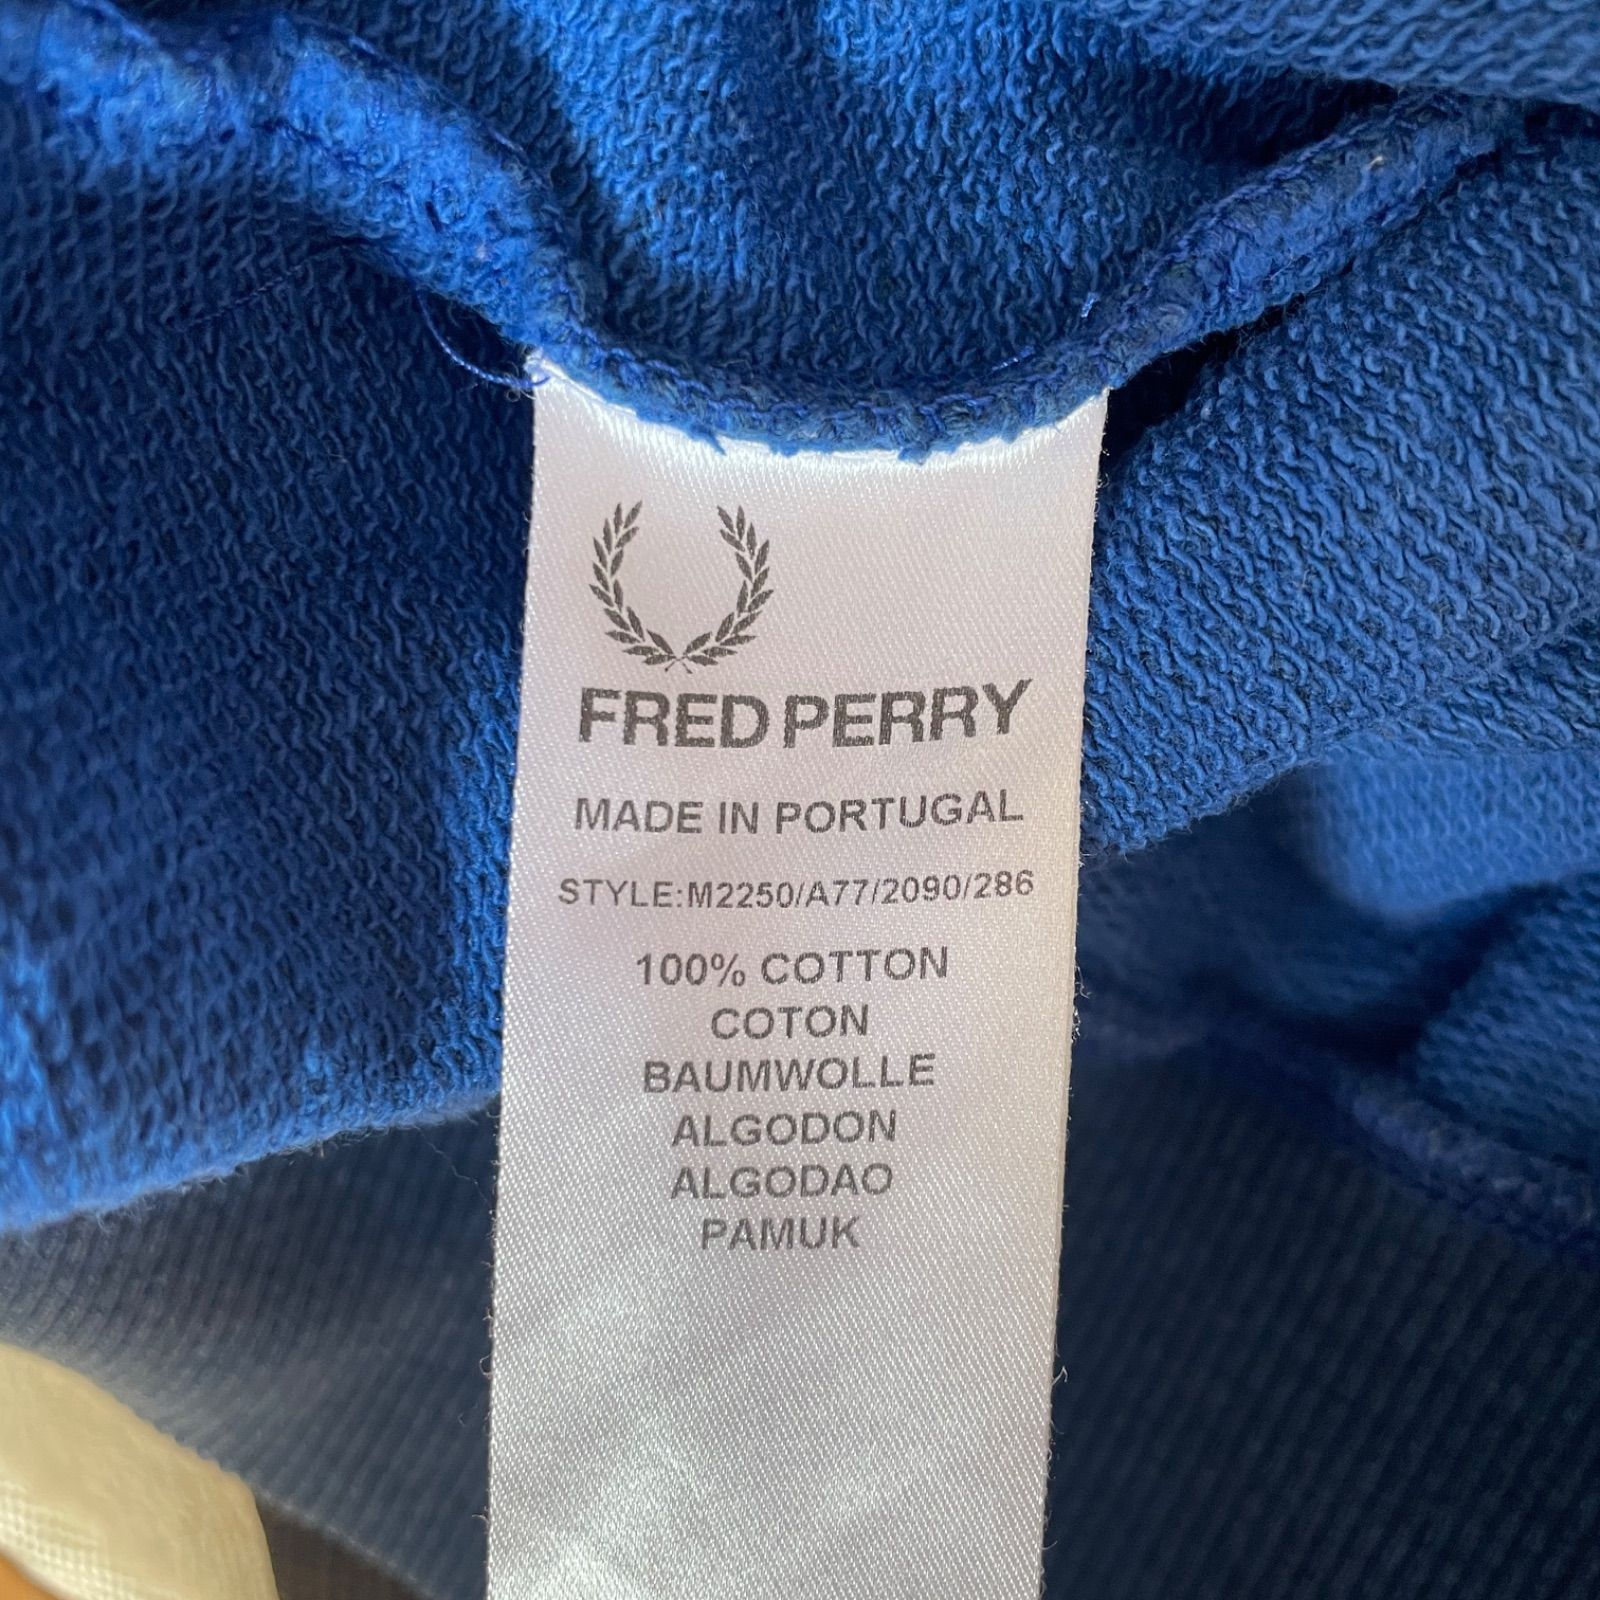 FRED PERRY
MADE IN PORTUGAL
STYLE:M2250/A77/2090/286
100% COTTON
COTON
BAUMWOLLE
ALGODON
ALGODAO
PAMUK